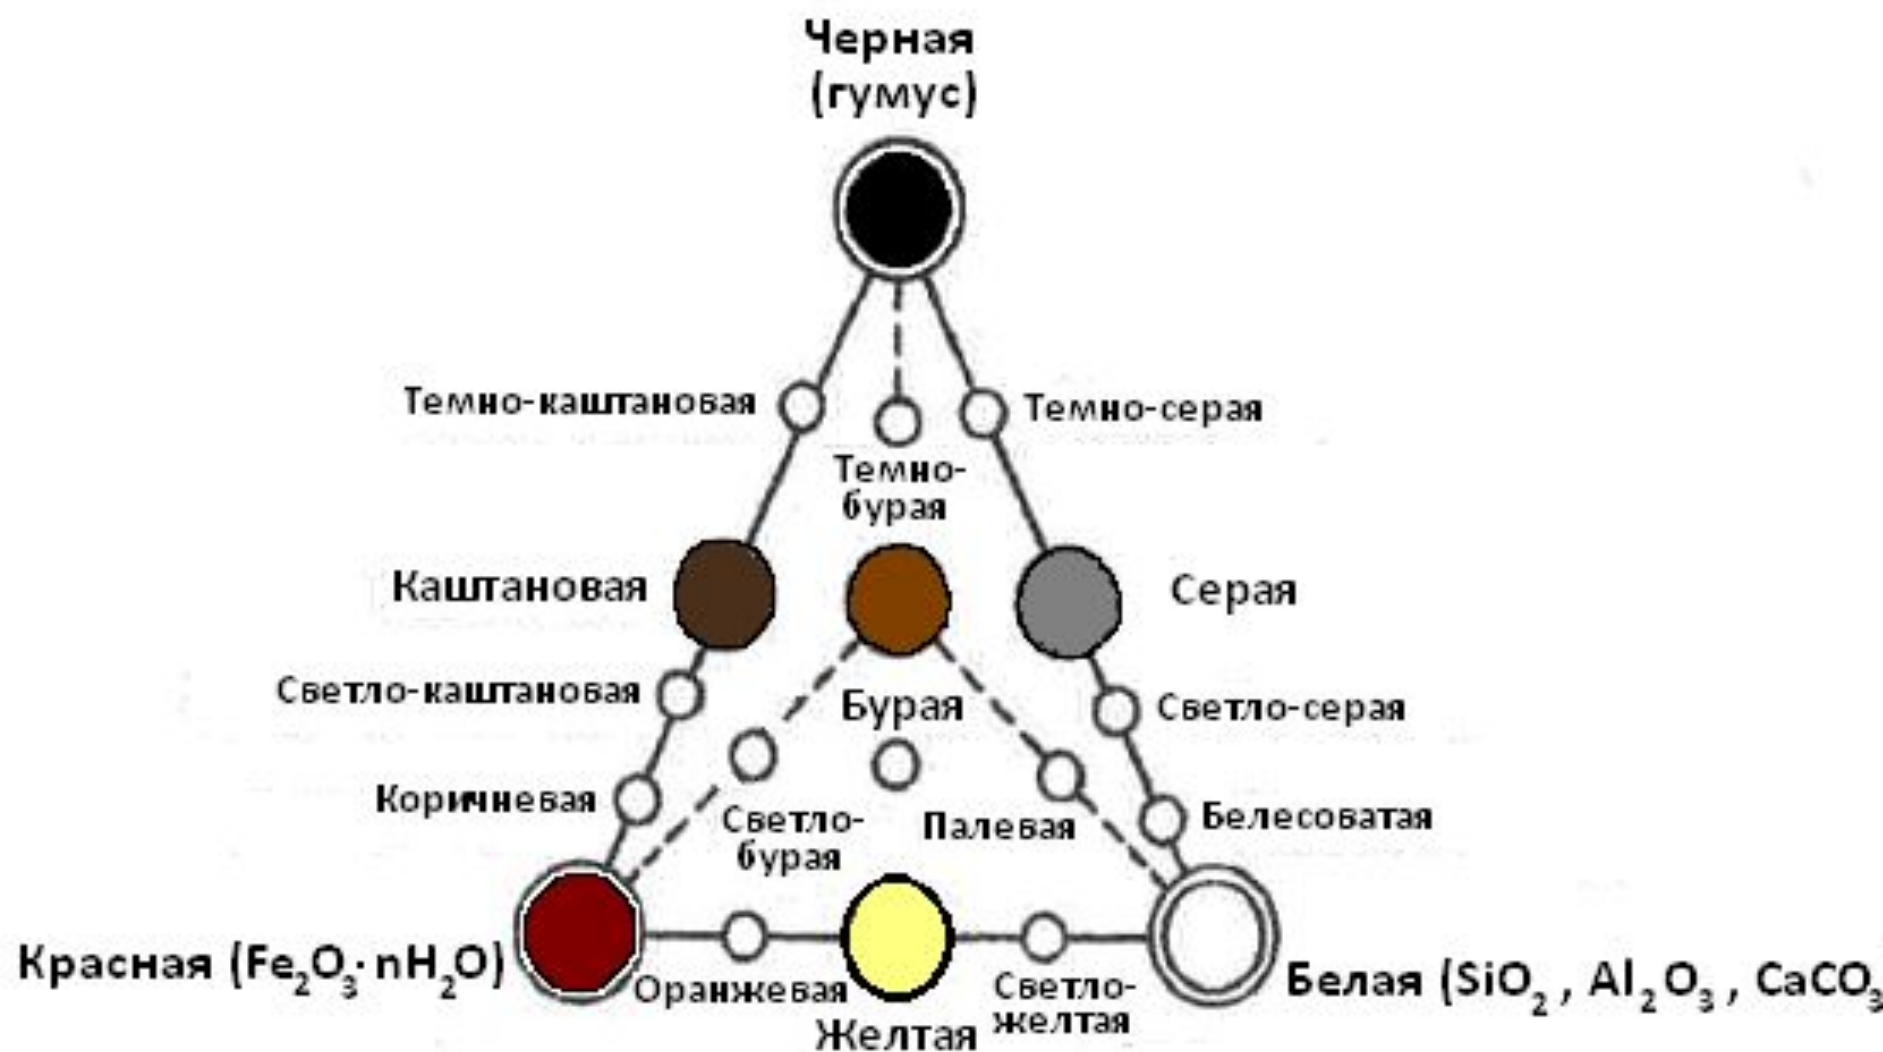 Черная
(гумус)
Темно-каштановая
Темно-серая
Темно-
бурая
Каштановая
Серая
Светло-каштановая
Бурая
Светло-серая
Коричневая
Светло-
бурая
Палевая
Белесоватая
Красная (Fe₂O₃·nH₂O)
Оранжевая
Желтая
Светло-
желтая
Белая (SiO₂, Al₂O₃, CaCO₃